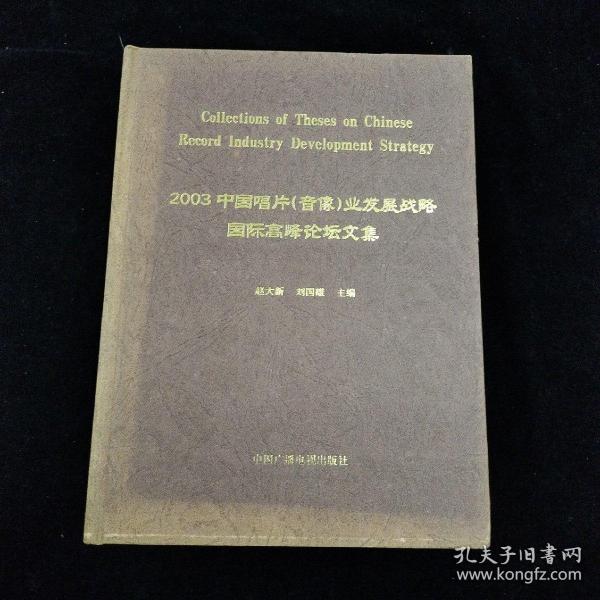 Collections of Theses on Chinese
Record Industry Development Strategy
2003 中国唱片(音像)业发展战略
国际高峰论坛文集
赵大新 刘国雄 主编
中国广播电视出版社
孔夫子旧書网
www.kongfz.com